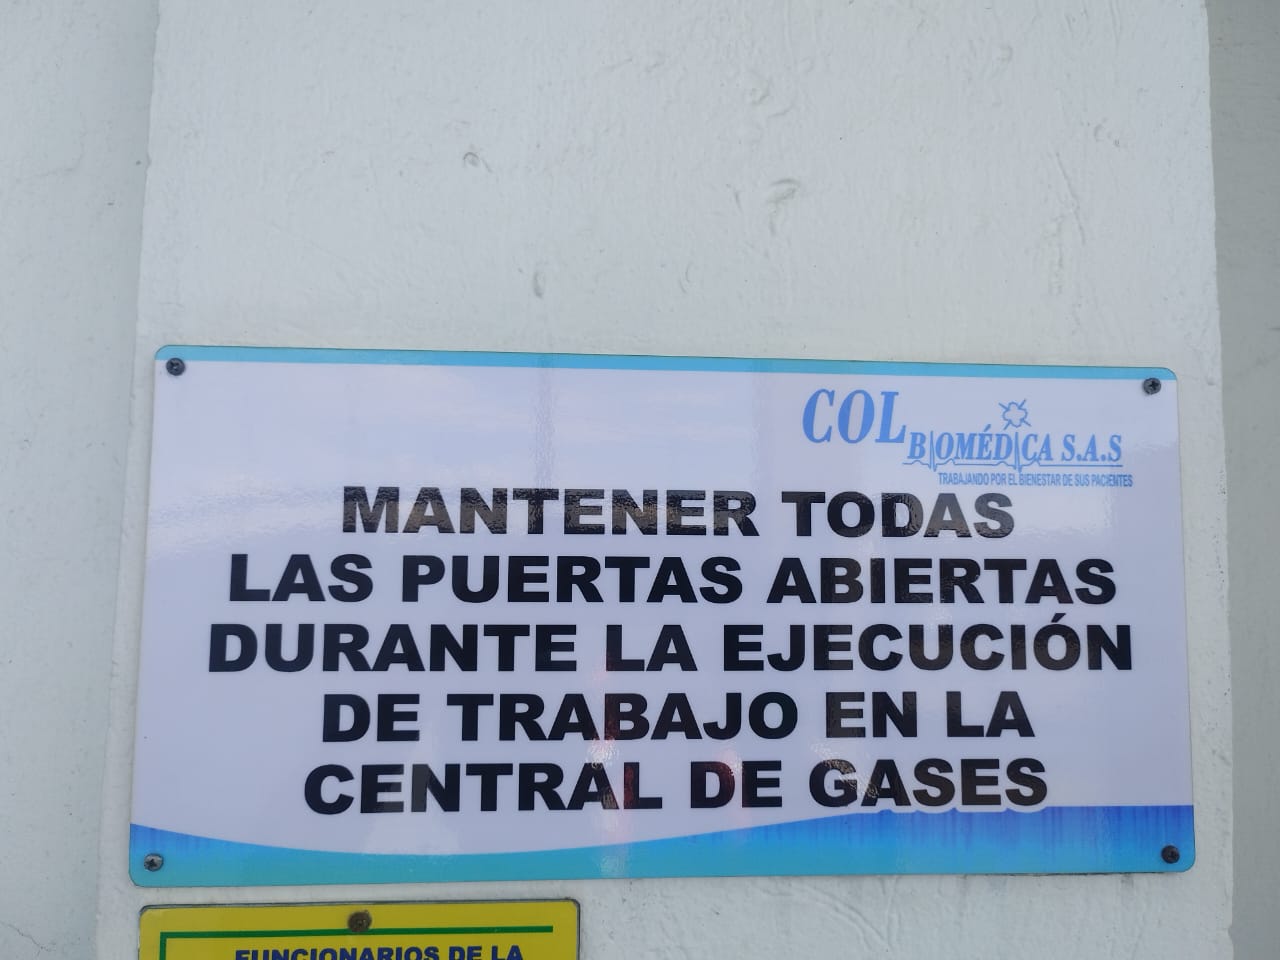 COL
BIOMÉDICA S.A.S
TRABAJANDO POR EL BIENESTAR DE SUS PACIENTES
MANTENER TODAS
LAS PUERTAS ABIERTAS
DURANTE LA EJECUCIÓN
DE TRABAJO EN LA
CENTRAL DE GASES
FUNCIONARIOS DE LA